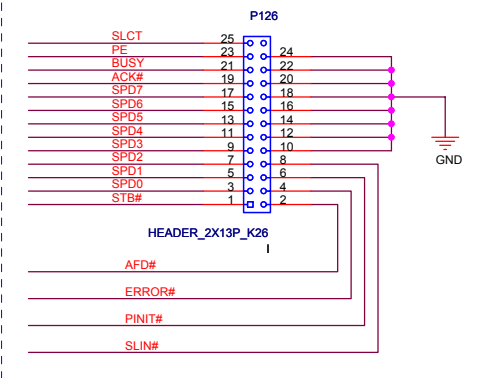 P126
SLCT 25
PE 23 24
BUSY 21 22
ACK# 19 20
SPD7 17 18
SPD6 15 16
SPD5 13 14
SPD4 11 12
SPD3 9 10
SPD2 7 8
SPD1 5 6
SPD0 3 4
STB# 1 2
GND
HEADER_2X13P_K26
I
AFD#
ERROR#
PINIT#
SLIN#